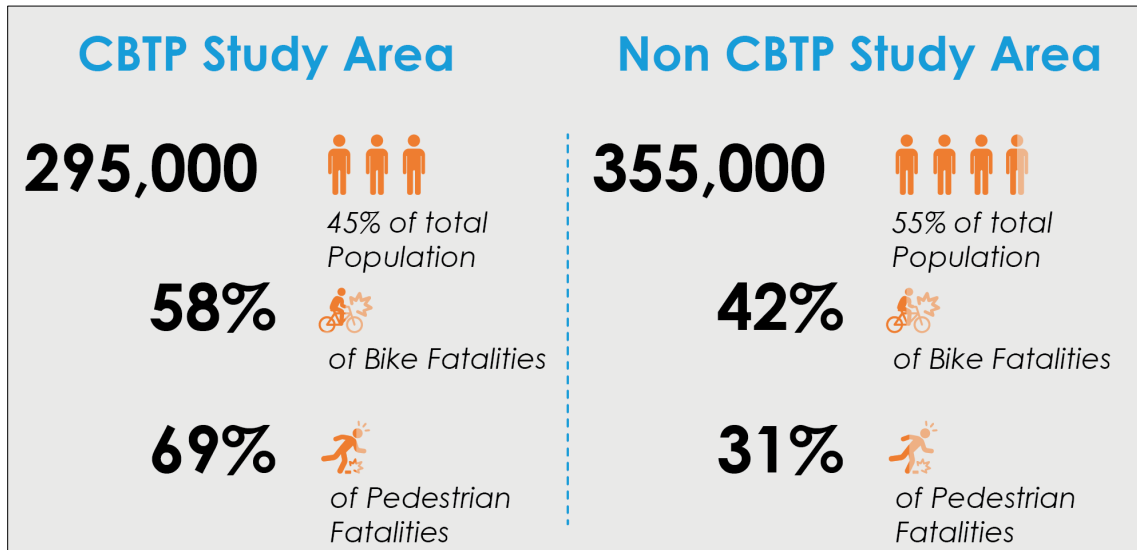 CBTP Study Area
295,000
45% of total
Population
58%
of Bike Fatalities
69%
of Pedestrian
Fatalities
Non CBTP Study Area
355,000
55% of total
Population
42%
of Bike Fatalities
31%
of Pedestrian
Fatalities